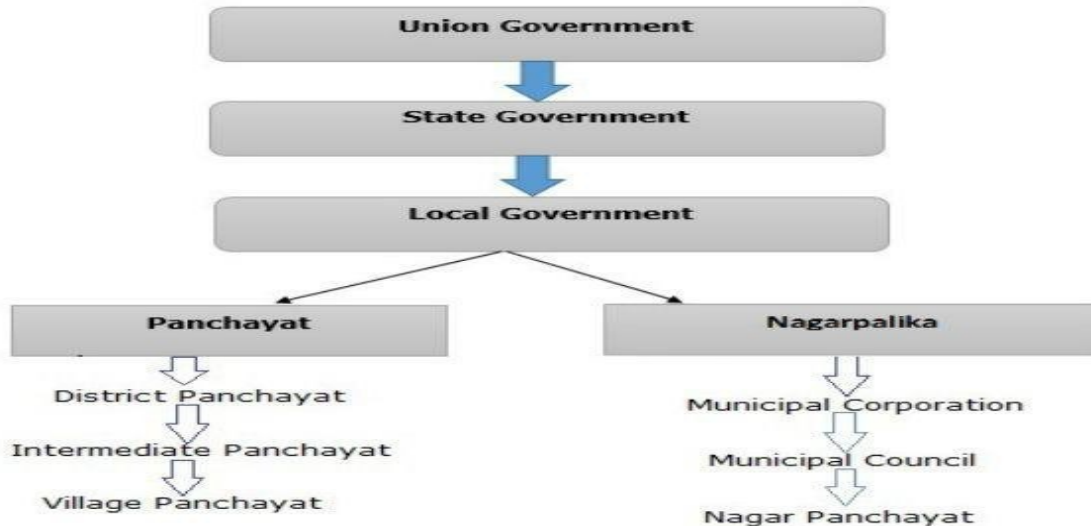 Union Government
State Government
Local Government
Panchayat
District Panchayat
Intermediate Panchayat
Village Panchayat
Nagarpalika
Municipal Corporation
Municipal Council
Nagar Panchayat